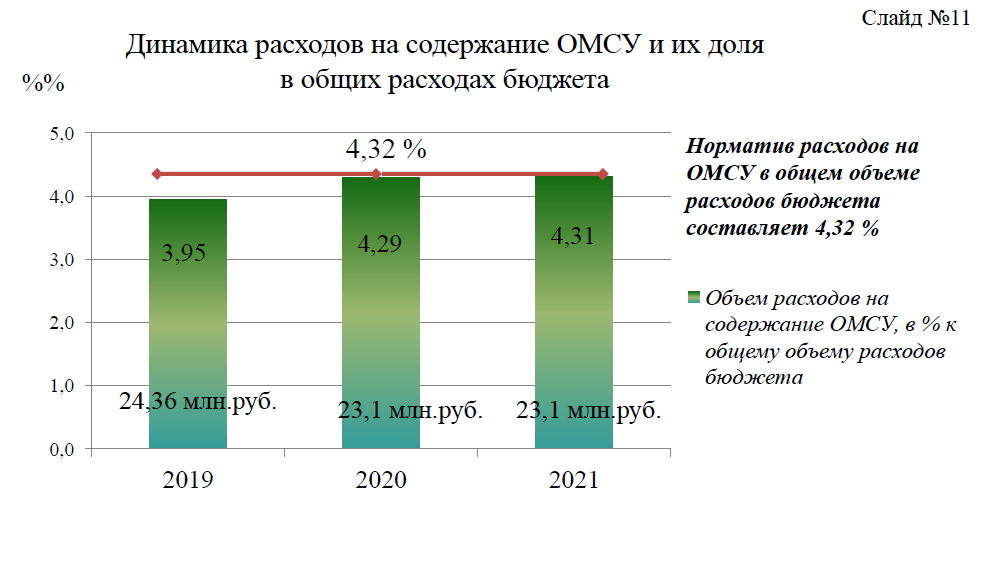 Слайд №11
Динамика расходов на содержание ОМСУ и их доля
в общих расходах бюджета
%%
5,0
4,0
3,0
2,0
1,0
0,0
4,32 %
3,95
4,29
4,31
24,36 млн.руб.
23,1 млн.руб.
23,1 млн.руб.
2019
2020
2021
Норматив расходов на
ОМСУ в общем объеме
расходов бюджета
составляет 4,32 %
Объем расходов на
содержание ОМСУ, в % к
общему объему расходов
бюджета